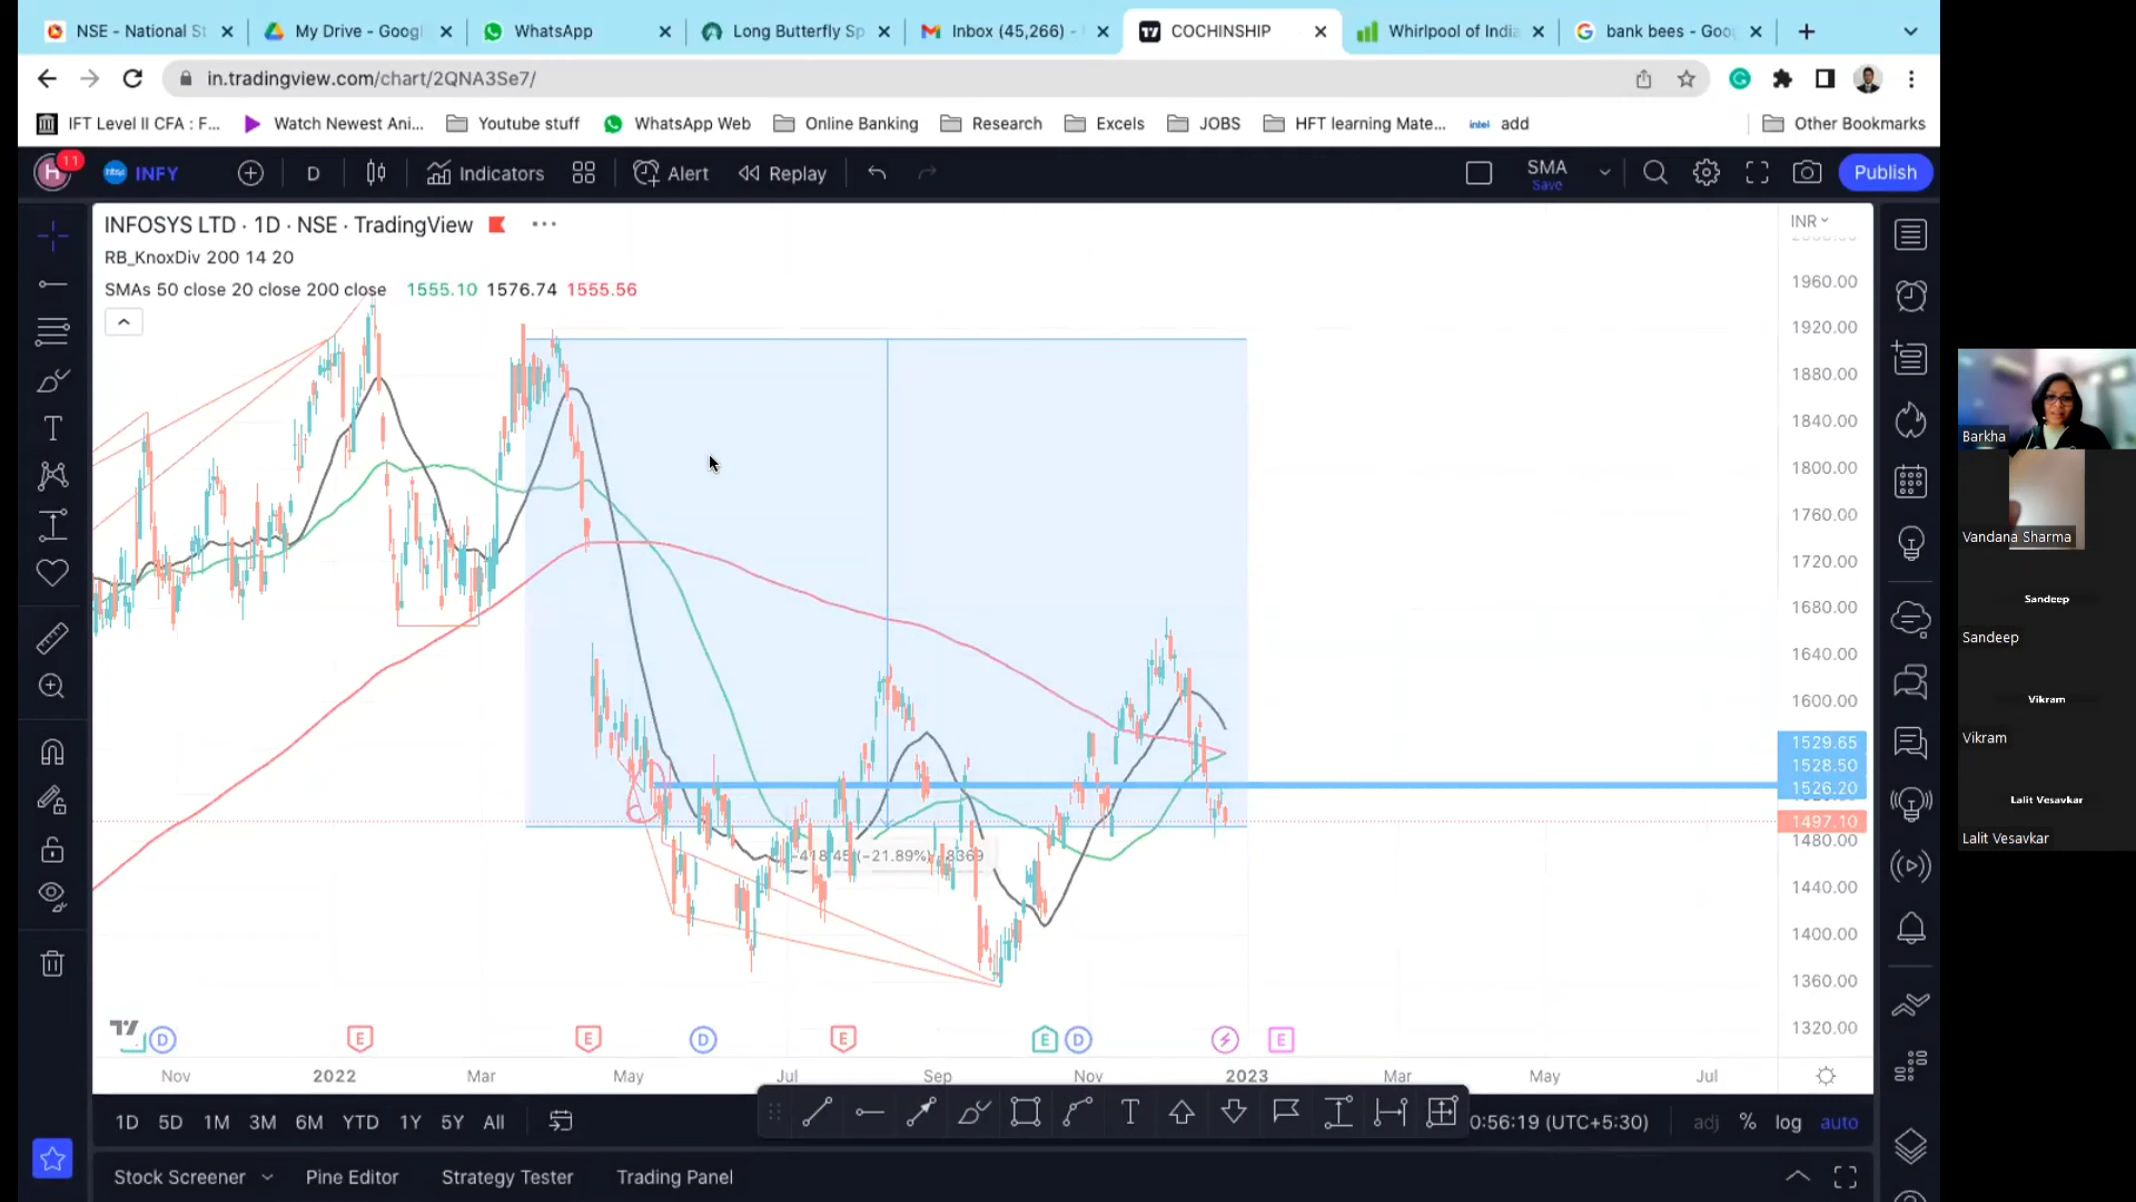 NSE - National St
My Drive - Googl
WhatsApp
Long Butterfly Sp
Inbox (45,266) -
COCHINSHIP
Whirlpool of India
bank bees - Goo
in.tradingview.com/chart/2QNA3Se7/
IFT Level II CFA : F...
Watch Newest Ani...
Youtube stuff
WhatsApp Web
Online Banking
Research
Excels
JOBS
HFT learning Mate...
intel
add
Other Bookmarks
H
11
INFY
D
Indicators
Alert
Replay
SMA
Save
Publish
INFOSYS LTD · 1D · NSE · TradingView
INR
RB_KnoxDiv 200 14 20
SMAs 50 close 20 close 200 close 1555.10 1576.74 1555.56
1960.00
1920.00
1880.00
1840.00
1800.00
1760.00
1720.00
1680.00
1640.00
1600.00
1529.65
1528.50
1526.20
1497.10
1480.00
1440.00
1400.00
1360.00
1320.00
-418.45 (-21.89%), -8369
D
E
E
D
E
E
D
E
Nov
2022
Mar
May
Jul
Sep
Nov
2023
Mar
May
Jul
1D 5D 1M 3M 6M YTD 1Y 5Y All
T
0:56:19 (UTC+5:30)
adj % log auto
Stock Screener
Pine Editor
Strategy Tester
Trading Panel
Barkha
Vandana Sharma
Sandeep
Sandeep
Vikram
Vikram
Lalit Vesavkar
Lalit Vesavkar